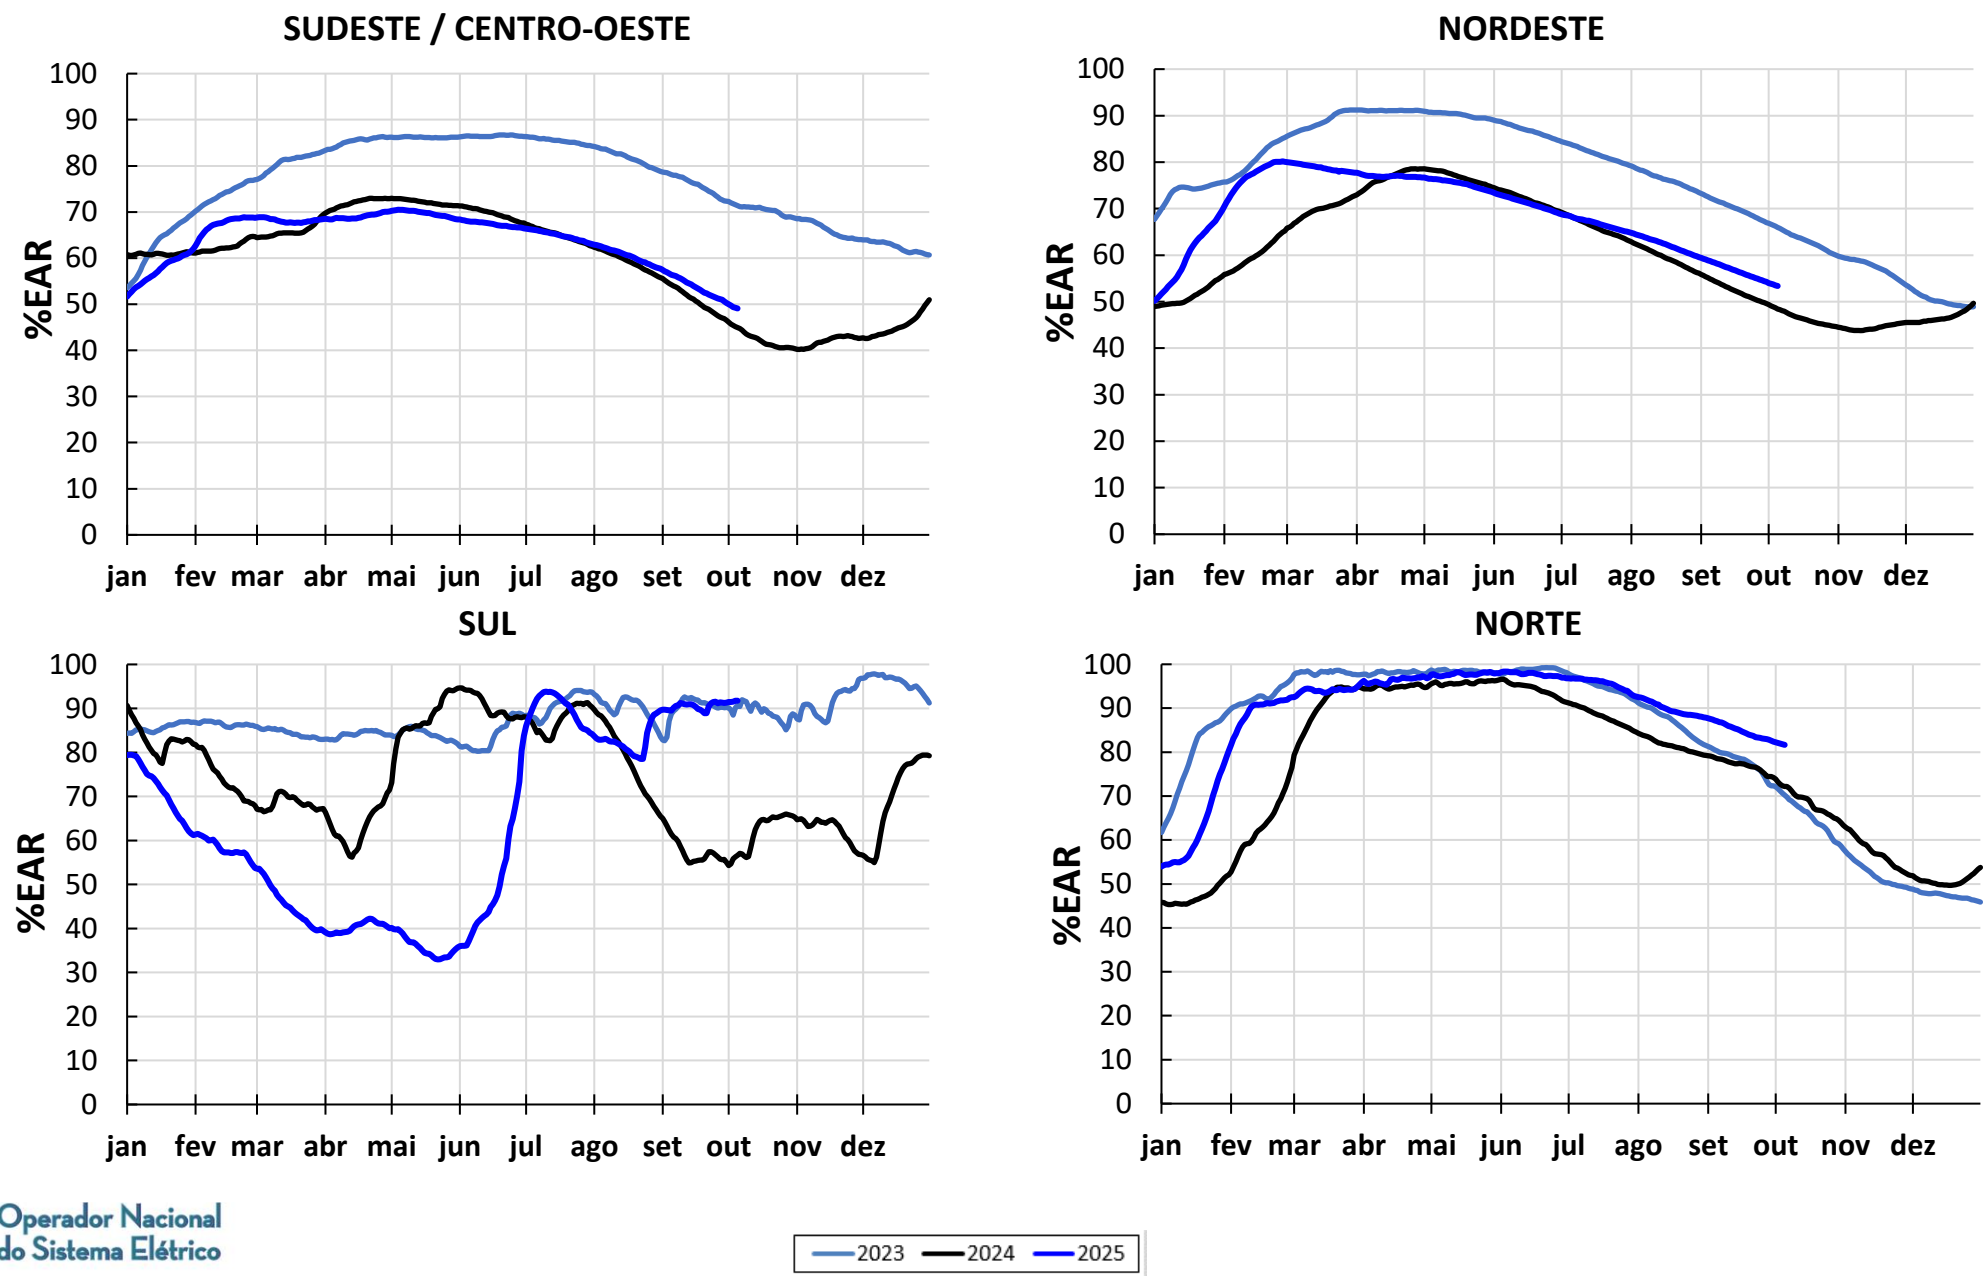 SUDESTE / CENTRO-OESTE
%EAR
100
90
80
70
60
50
40
30
20
10
0
jan fev mar abr mai jun jul ago set out nov dez
NORDESTE
%EAR
100
90
80
70
60
50
40
30
20
10
0
jan fev mar abr mai jun jul ago set out nov dez
SUL
%EAR
100
90
80
70
60
50
40
30
20
10
0
jan fev mar abr mai jun jul ago set out nov dez
NORTE
%EAR
100
90
80
70
60
50
40
30
20
10
0
jan fev mar abr mai jun jul ago set out nov dez
Operador Nacional
do Sistema Elétrico
2023 2024 2025